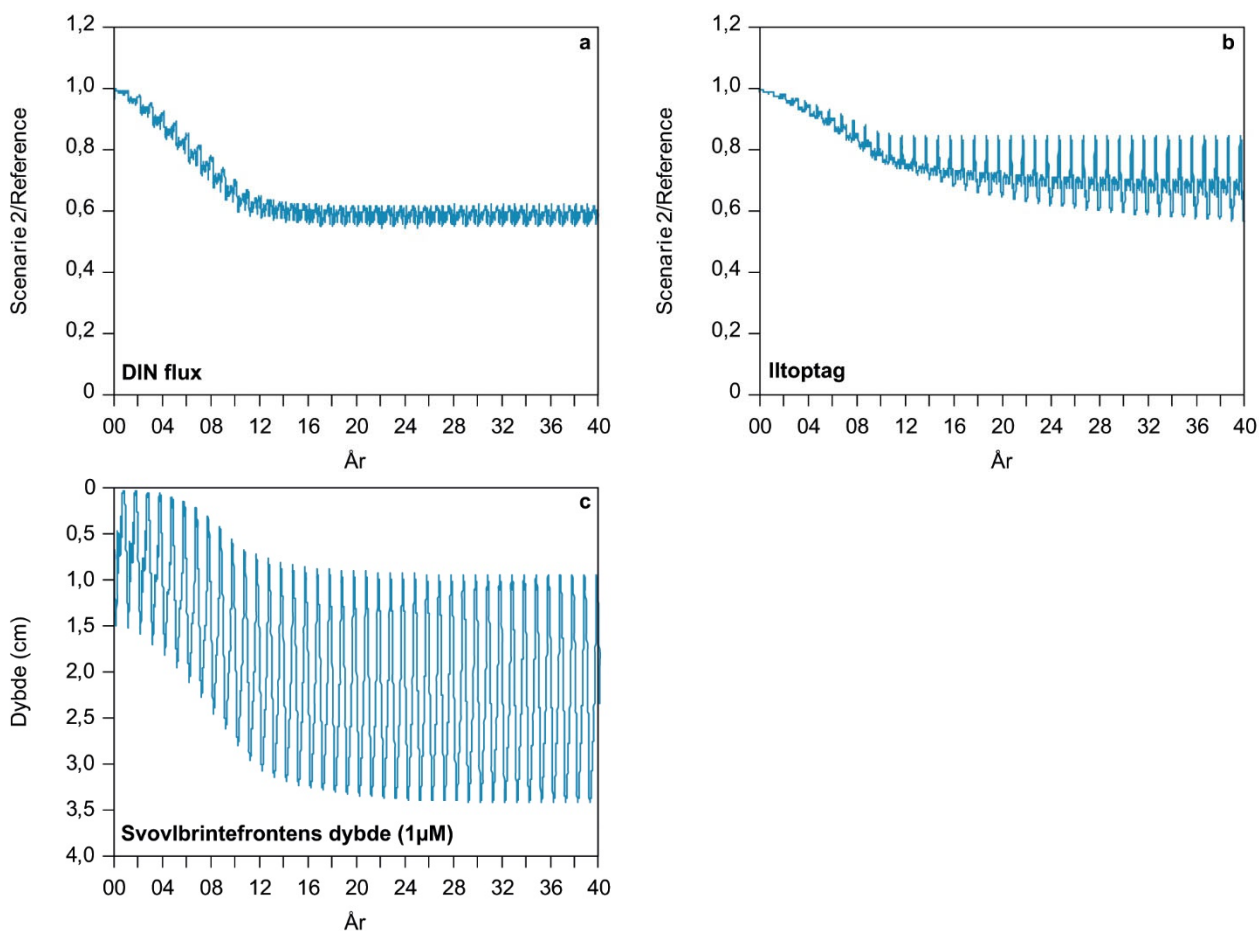 a
Scenarie 2/Reference
1,2
1,0
0,8
0,6
0,4
0,2
0
DIN flux
00 04 08 12 16 20 24 28 32 36 40
År
b
Scenarie 2/Reference
1,2
1,0
0,8
0,6
0,4
0,2
0
Iltoptag
00 04 08 12 16 20 24 28 32 36 40
År
c
Dybde (cm)
0
0,5
1,0
1,5
2,0
2,5
3,0
3,5
4,0
Svovlbrintefrontens dybde (1µM)
00 04 08 12 16 20 24 28 32 36 40
År